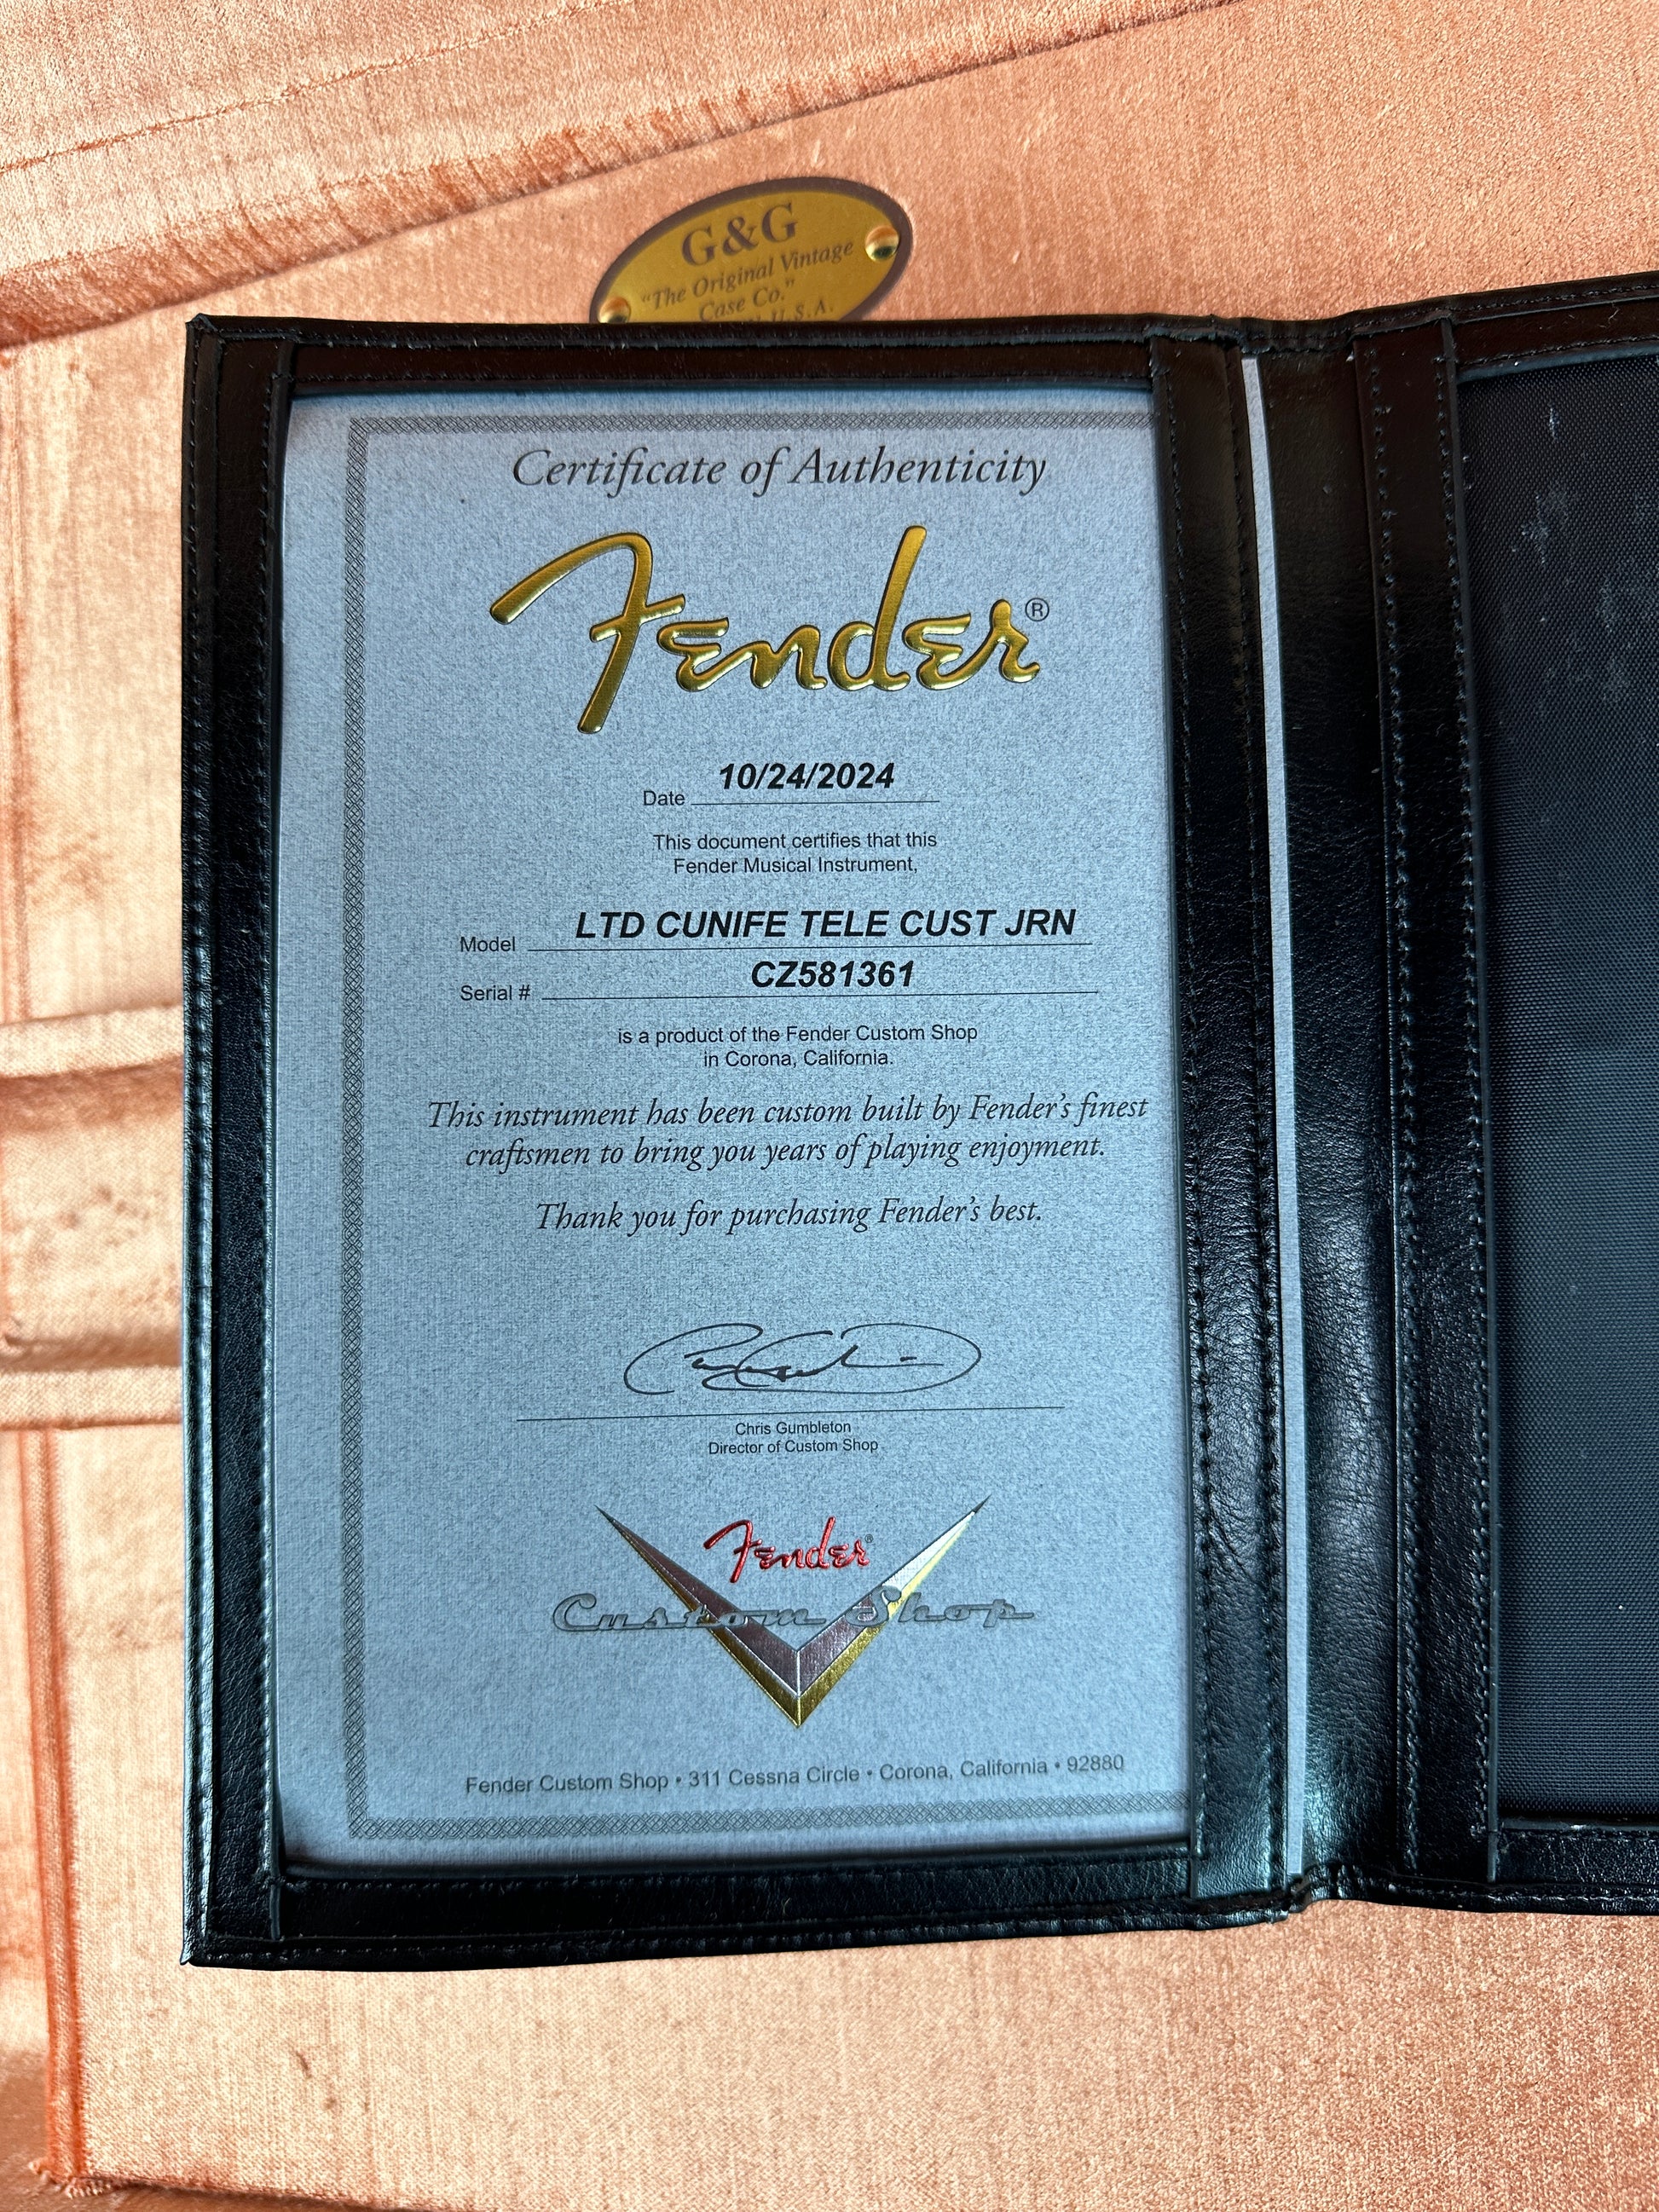 G&G
"The Original Vintage
Case Co."
U.S.A.
Certificate of Authenticity
Fender®
Date 10/24/2024
This document certifies that this
Fender Musical Instrument,
Model LTD CUNIFE TELE CUST JRN
Serial # CZ581361
is a product of the Fender Custom Shop
in Corona, California.
This instrument has been custom built by Fender's finest
craftsmen to bring you years of playing enjoyment.
Thank you for purchasing Fender's best.
Chris Gumbleton
Director of Custom Shop
Fender®
Custom Shop
Fender Custom Shop • 311 Cessna Circle • Corona, California • 92880